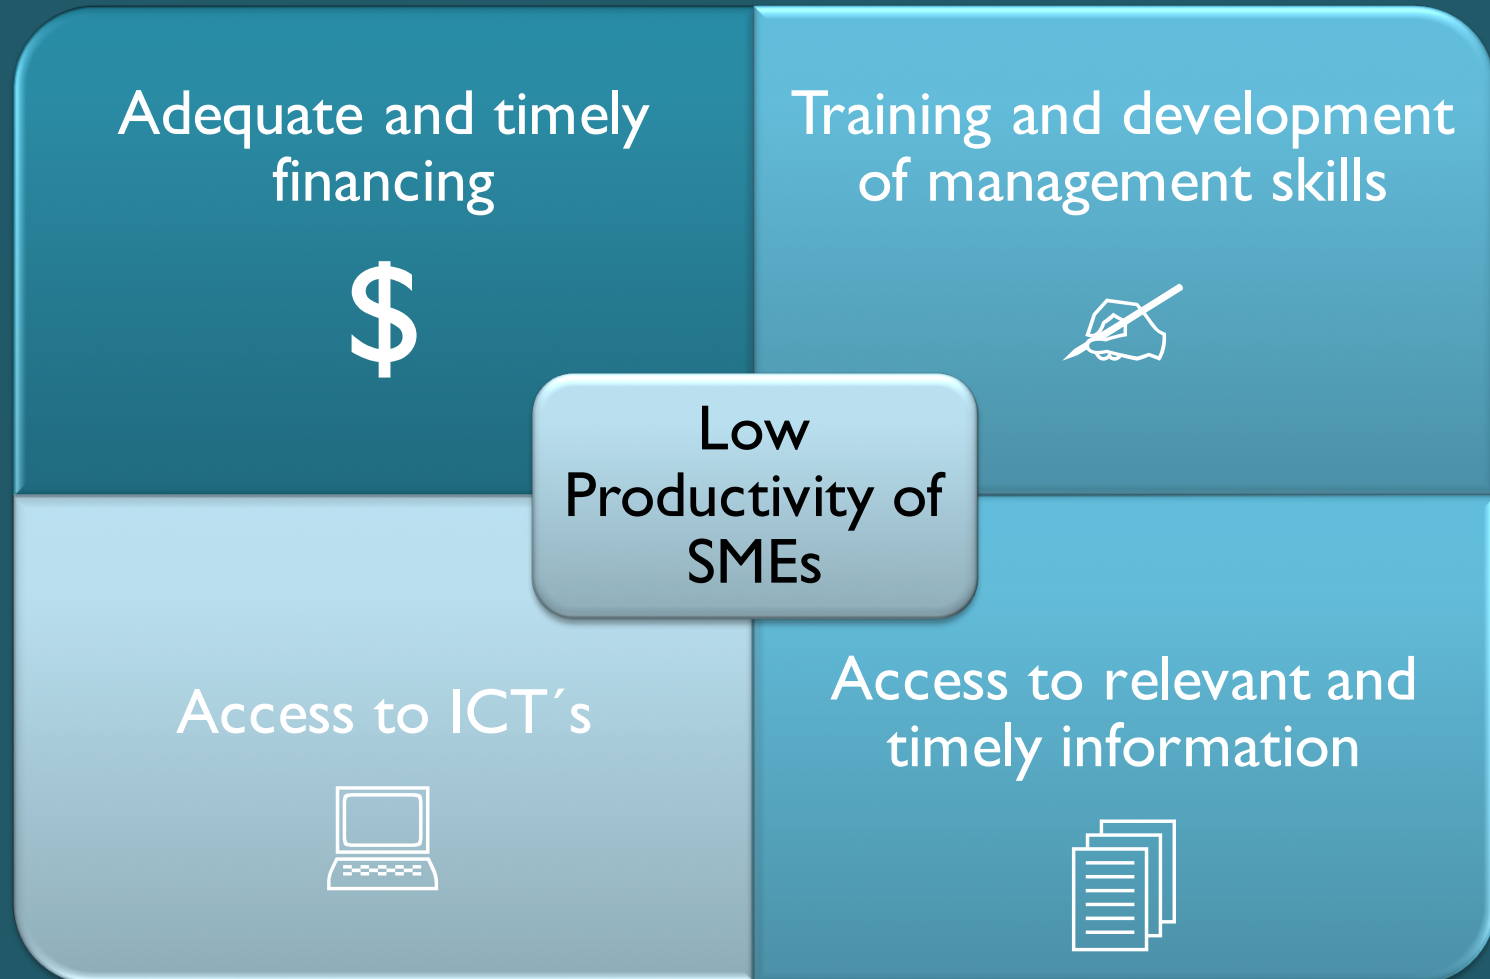 Adequate and timely
financing
$
Training and development
of management skills
Low
Productivity of
SMEs
Access to ICT´s
Access to relevant and
timely information